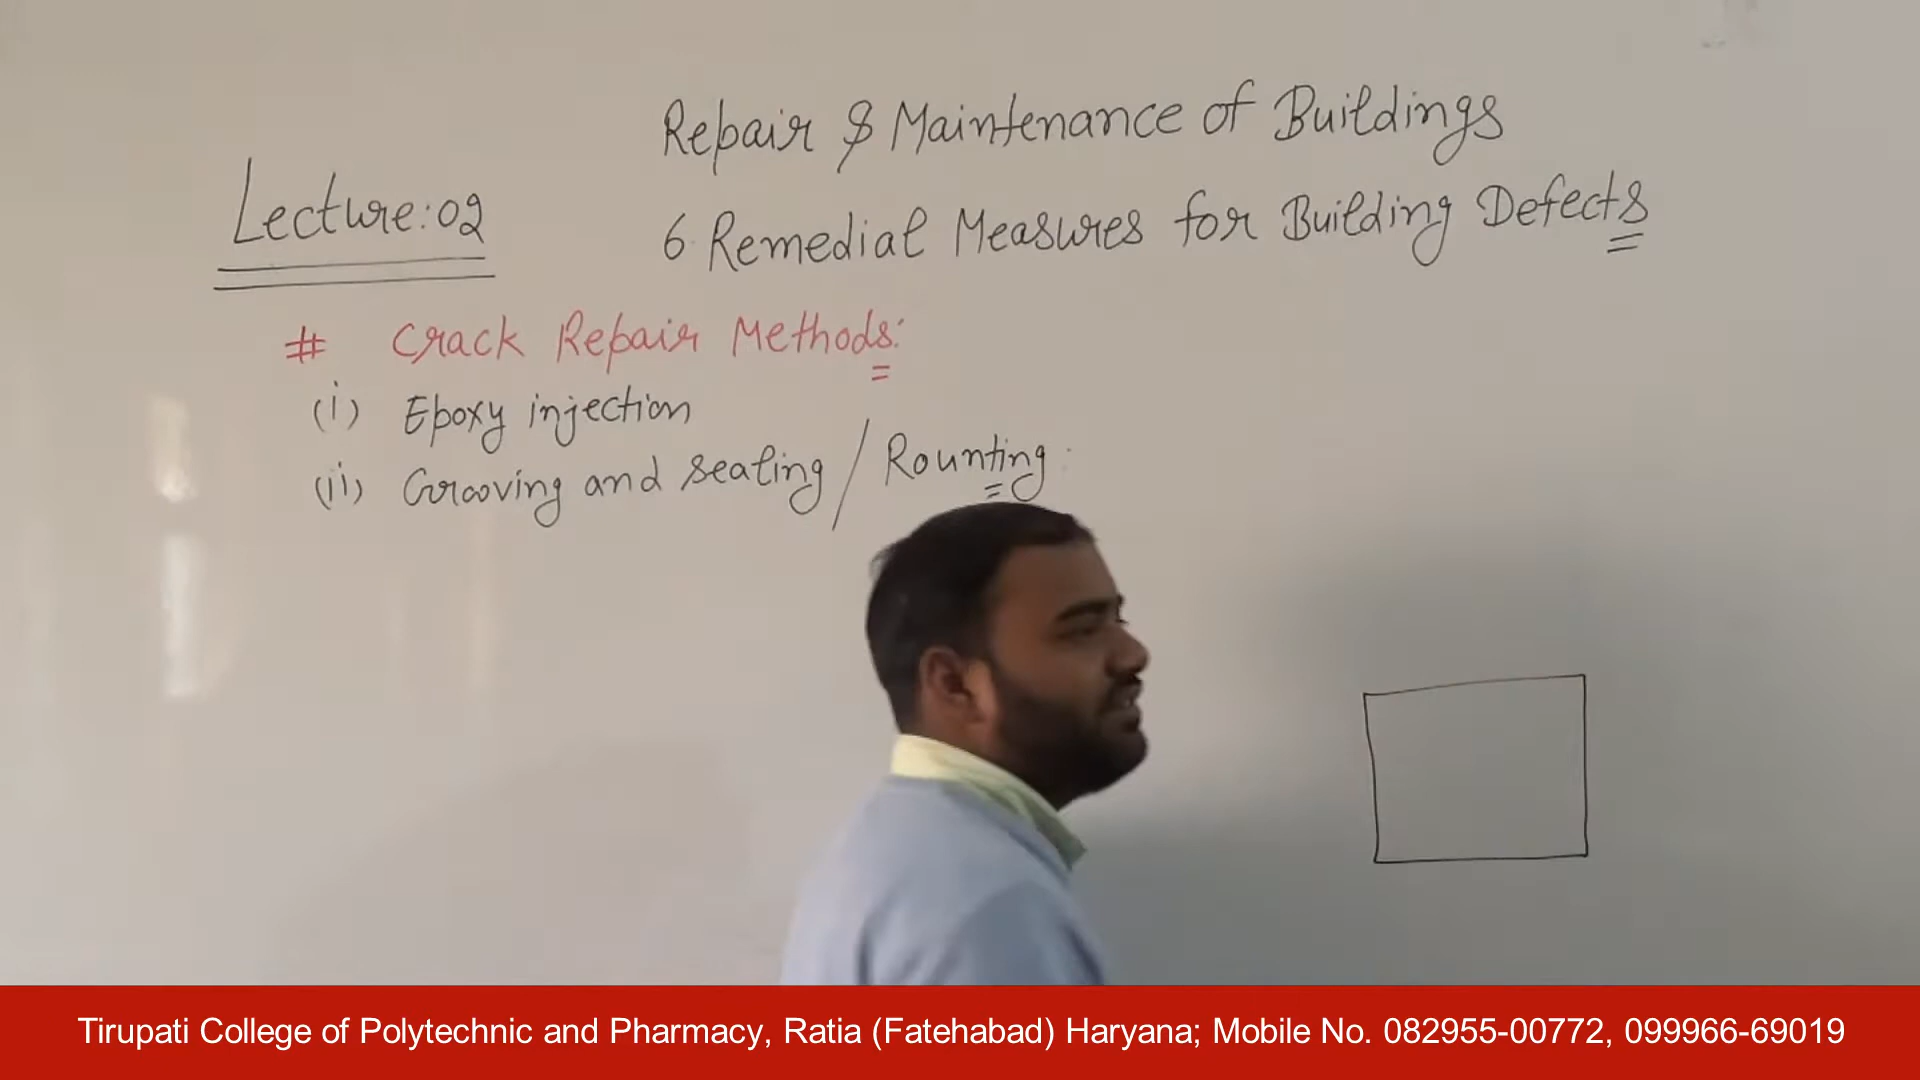 Repair & Maintenance of Buildings
Lecture:02
6 Remedial Measures for Building Defects
# Crack Repair Methods:
(i) Epoxy injection
(ii) Grooving and sealing / Rounting:
Tirupati College of Polytechnic and Pharmacy, Ratia (Fatehabad) Haryana; Mobile No. 082955-00772, 099966-69019